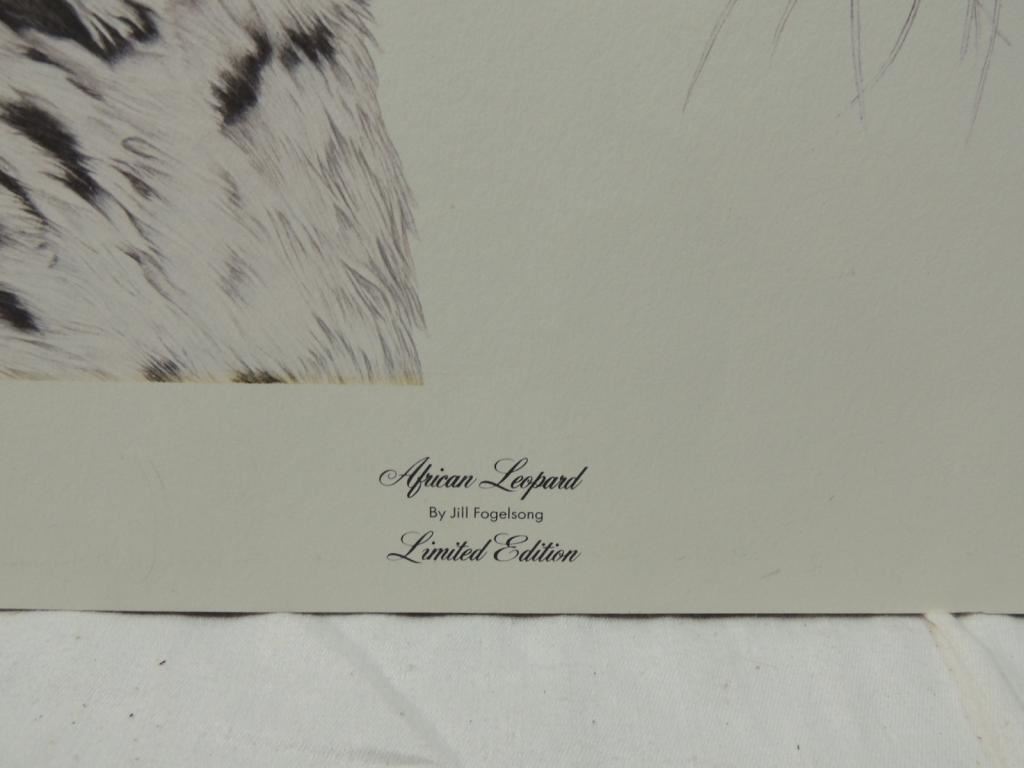 African Leopard
By Jill Fogelsong
Limited Edition